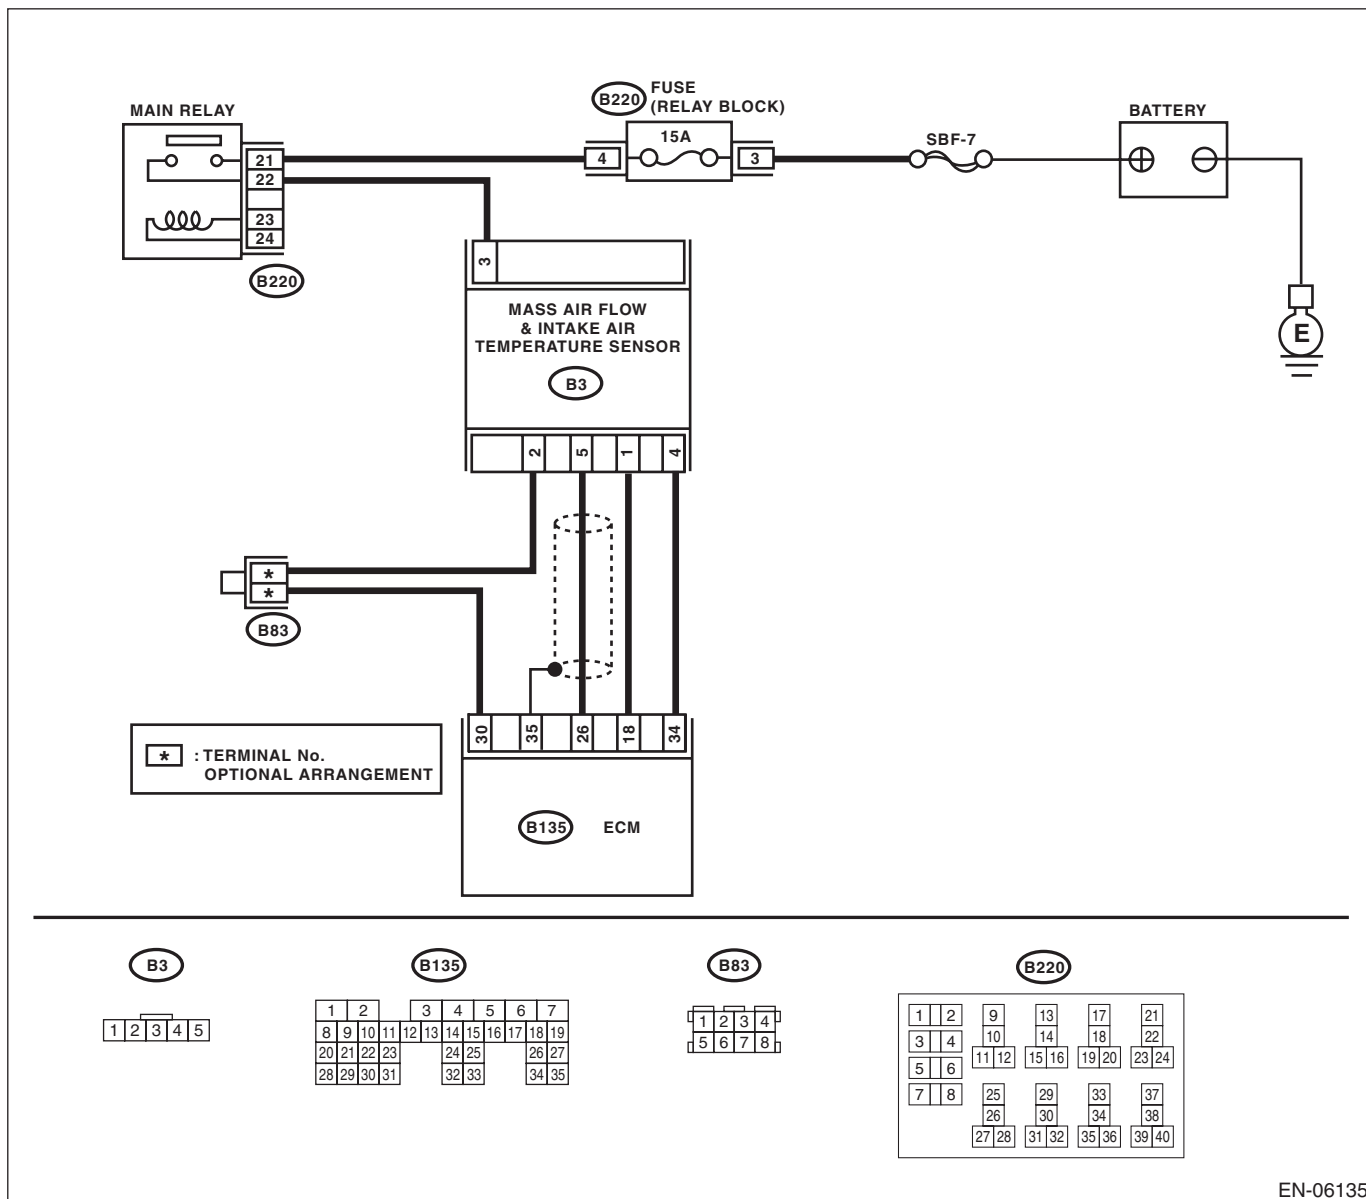 B220
FUSE
(RELAY BLOCK)
MAIN RELAY
BATTERY
15A
SBF-7
21
4
3
22
23
24
B220
3
MASS AIR FLOW
& INTAKE AIR
TEMPERATURE SENSOR
B3
E
2 5 1 4
*
*
B83
30 35 26 18 34
* : TERMINAL No.
OPTIONAL ARRANGEMENT
B135 ECM
B3
1 2 3 4 5
B135
1 2 3 4 5 6 7
8 9 10 11 12 13 14 15 16 17 18 19
20 21 22 23 24 25 26 27
28 29 30 31 32 33 34 35
B83
1 2 3 4
5 6 7 8
B220
1 2 9 13 17 21
3 4 10 14 18 22
11 12 15 16 19 20 23 24
5 6
7 8 25 29 33 37
26 30 34 38
27 28 31 32 35 36 39 40
EN-06135